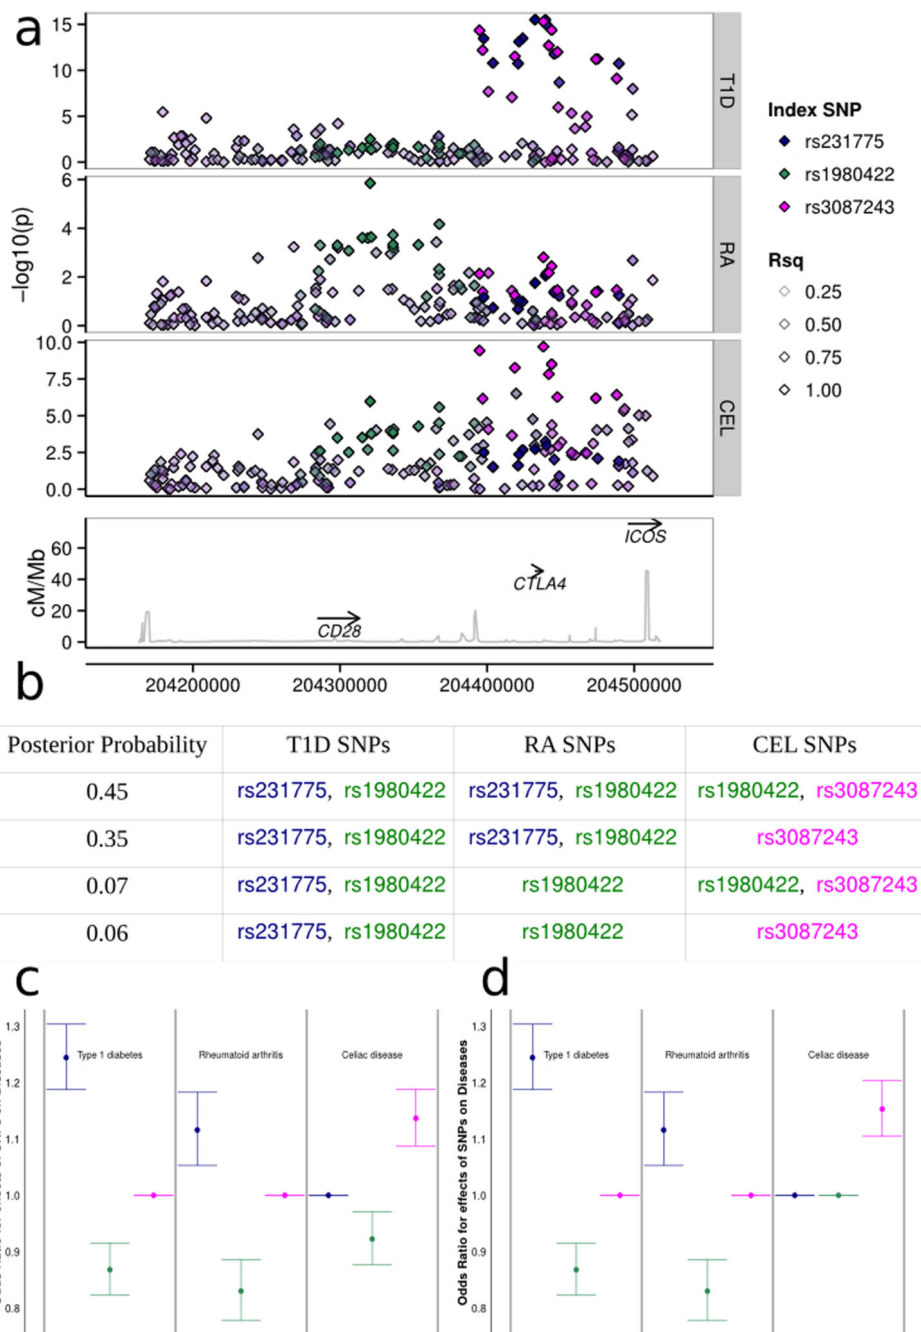 a
15
10
5
0
T1D
6
4
2
0
RA
−log10(p)
10.0
7.5
5.0
2.5
0.0
CEL
Index SNP
rs231775
rs1980422
rs3087243
Rsq
0.25
0.50
0.75
1.00
cM/Mb
60
40
20
0
ICOS
CTLA4
CD28
204200000 204300000 204400000 204500000
b
Posterior Probability T1D SNPs RA SNPs CEL SNPs
0.45 rs231775, rs1980422 rs231775, rs1980422 rs1980422, rs3087243
0.35 rs231775, rs1980422 rs231775, rs1980422 rs3087243
0.07 rs231775, rs1980422 rs1980422 rs1980422, rs3087243
0.06 rs231775, rs1980422 rs1980422 rs3087243
c
1.3
1.2
1.1
1.0
0.9
0.8
Type 1 diabetes Rheumatoid arthritis Celiac disease
d
Odds Ratio for effects of SNPs on Diseases
1.3
1.2
1.1
1.0
0.9
0.8
Type 1 diabetes Rheumatoid arthritis Celiac disease